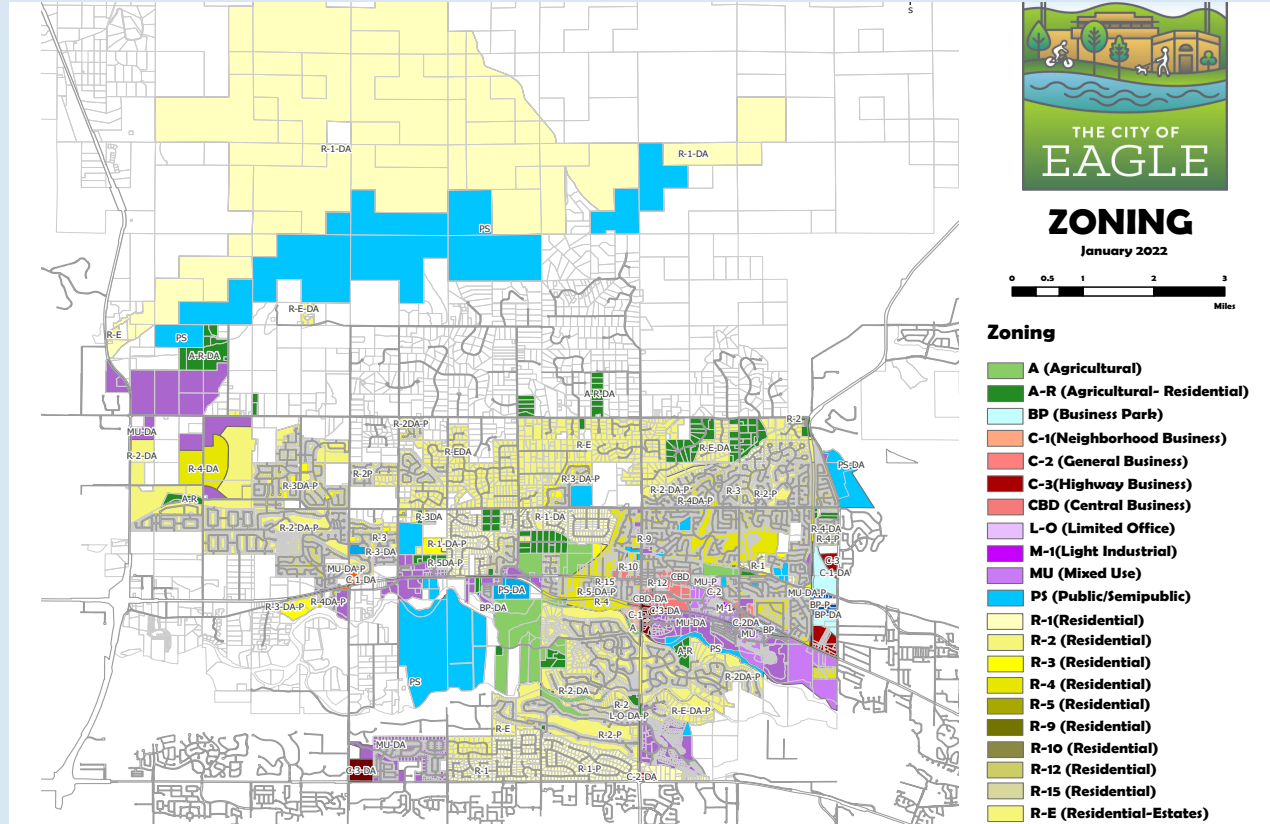 S
R-1-DA
R-1-DA
PS
R-E-DA
R-E
PS
A-R-DA
A-R-DA
MU-DA
R-2DA-P
R-2
R-2-DA
R-EDA
R-E
R-E-DA
R-4-DA
R-2P
R-3-DA-P
PS-DA
R-3DA-P
R-2-DA-P
R-3
R-2-P
A-R
R-4DA-P
R-3DA
R-1-DA
R-2-DA-P
R-3
R-9
R-4-DA
R-4-P
R-3-DA
R-1-DA-P
R-5DA-P
R-10
R-1
C-3
C-1-DA
MU-DA-P
C-1-DA
R-15
R-12
CBD
MU-P
PS-DA
R-5-DA-P
C-2
MU-DA-P
R-4
CBD-DA
R-3-DA-P
R-4DA-P
BP-DA
C-3-DA
M-1
BP-P
BP-DA
C-1
A
MU-DA
C-2DA
BP
MU
A-R
PS
PS
R-2DA-P
R-2-DA
R-2
L-O-DA-P
R-E-DA-P
R-E
R-2-P
MU-DA
C-3-DA
R-1
R-1-P
C-2-DA
THE CITY OF
EAGLE
ZONING
January 2022
0 0.5 1 2 3
Miles
Zoning
A (Agricultural)
A-R (Agricultural- Residential)
BP (Business Park)
C-1(Neighborhood Business)
C-2 (General Business)
C-3(Highway Business)
CBD (Central Business)
L-O (Limited Office)
M-1(Light Industrial)
MU (Mixed Use)
PS (Public/Semipublic)
R-1(Residential)
R-2 (Residential)
R-3 (Residential)
R-4 (Residential)
R-5 (Residential)
R-9 (Residential)
R-10 (Residential)
R-12 (Residential)
R-15 (Residential)
R-E (Residential-Estates)